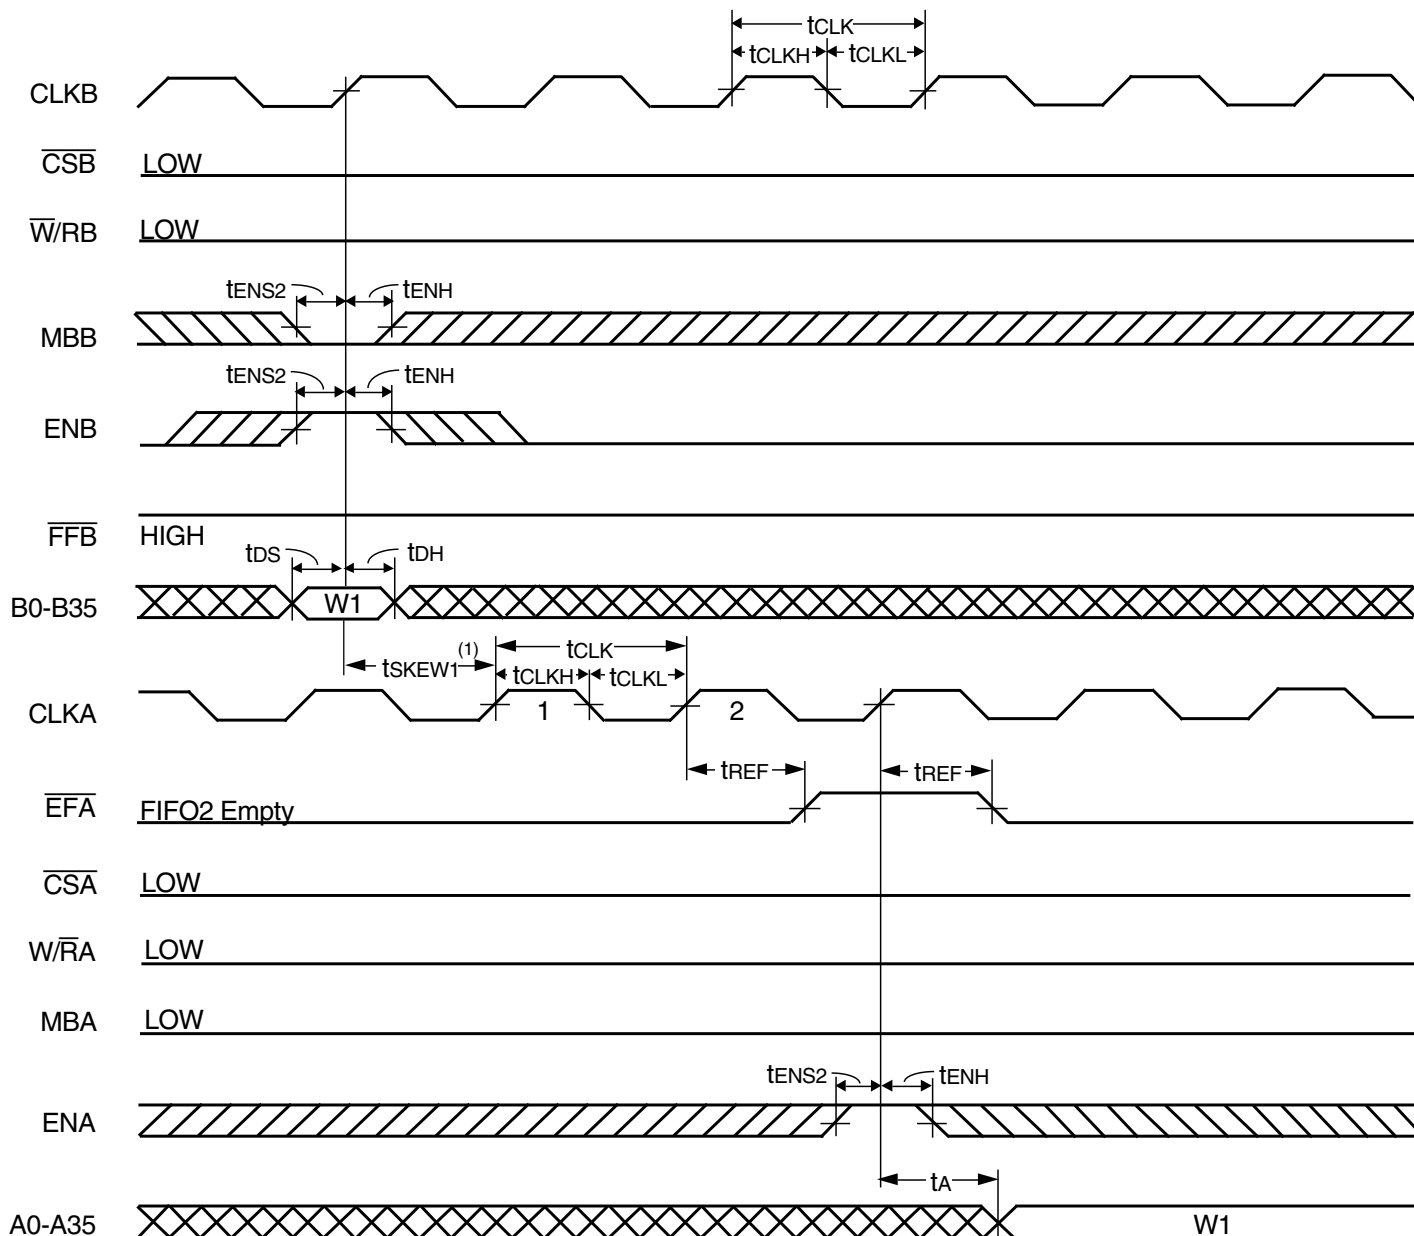 tCLK
tCLKH tCLKL
CLKB
CSB LOW
W/RB LOW
tENS2 tENH
MBB
tENS2 tENH
ENB
FFB HIGH
tDS tDH
B0-B35 W1
tSKEW1 (1) tCLK
tCLKH tCLKL
CLKA 1 2
tREF tREF
EFA FIFO2 Empty
CSA LOW
W/RA LOW
MBA LOW
tENS2 tENH
ENA
tA
A0-A35 W1